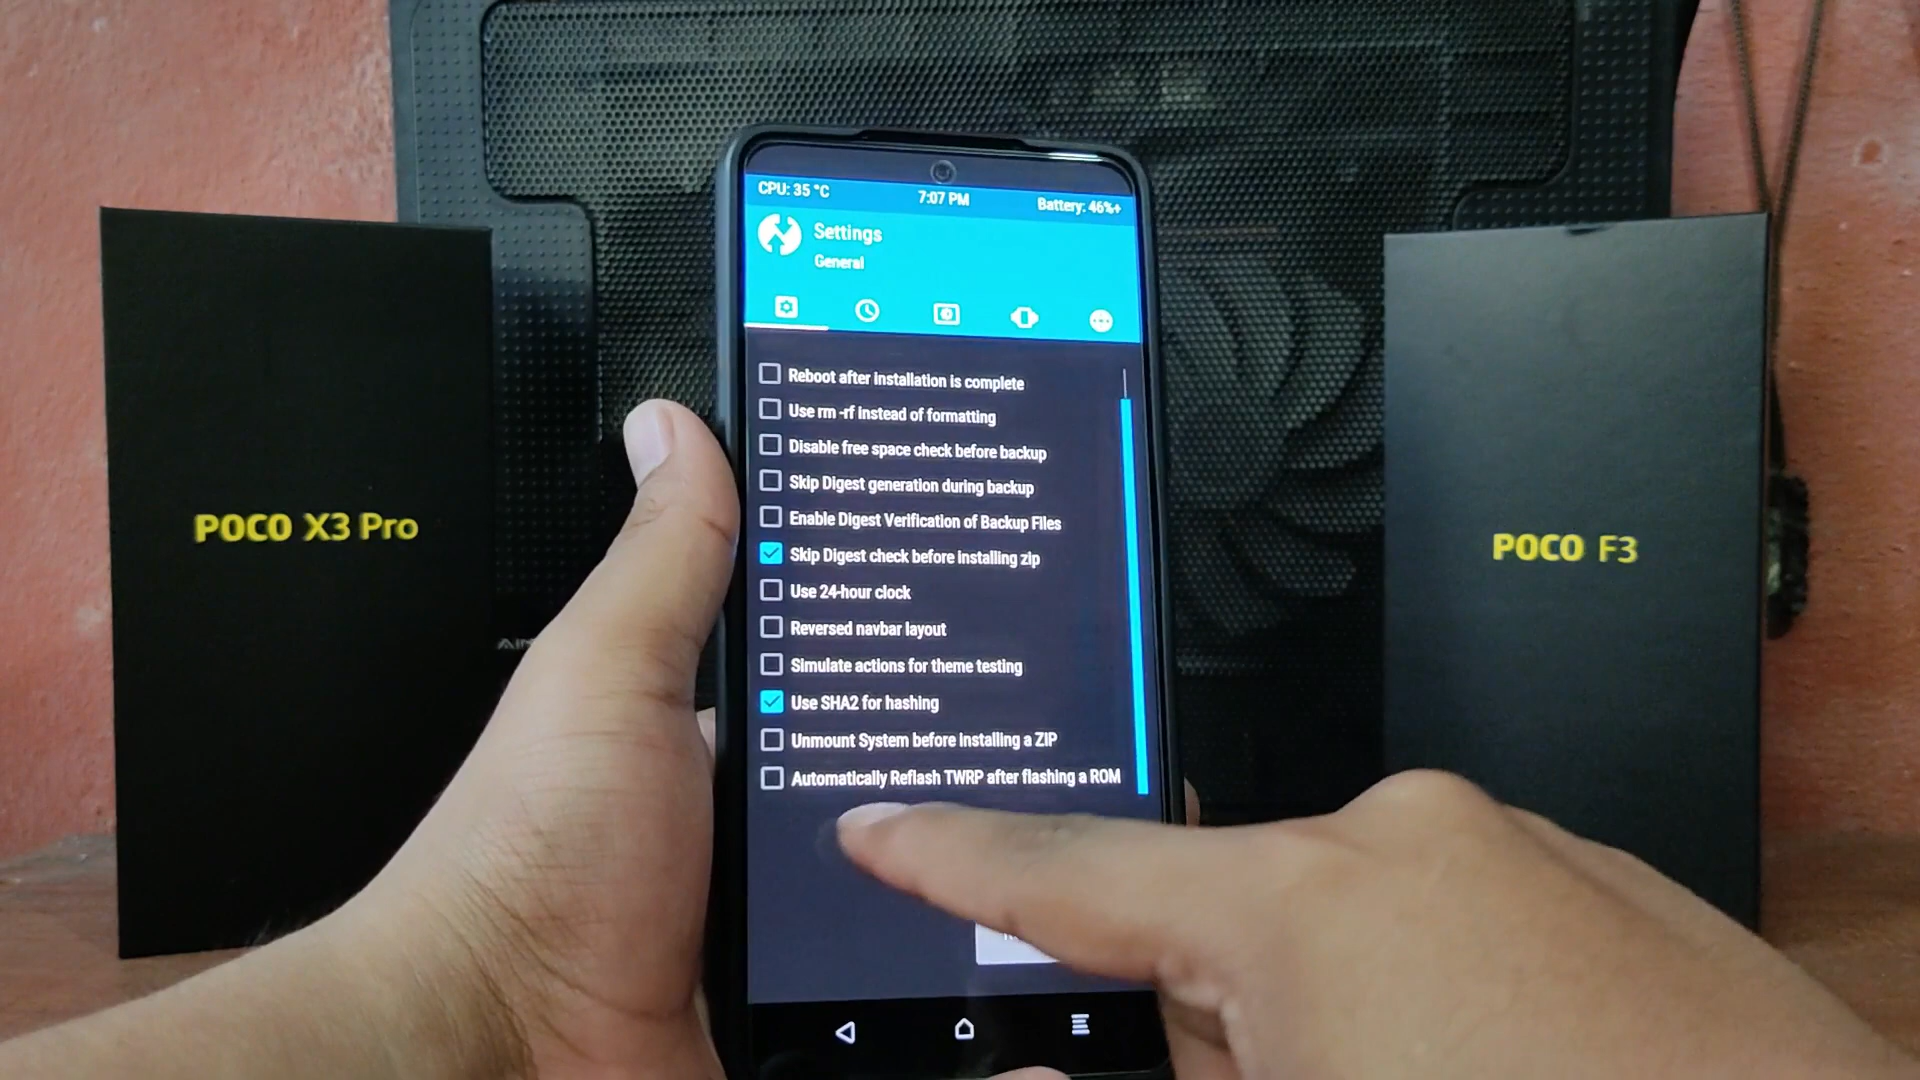 CPU: 35 °C
7:07 PM
Battery: 46%+
Settings
General
Reboot after installation is complete
Use rm -rf instead of formatting
Disable free space check before backup
Skip Digest generation during backup
Enable Digest Verification of Backup Files
Skip Digest check before installing zip
Use 24-hour clock
Reversed navbar layout
Simulate actions for theme testing
Use SHA2 for hashing
Unmount System before installing a ZIP
Automatically Reflash TWRP after flashing a ROM
POCO X3 Pro
POCO F3